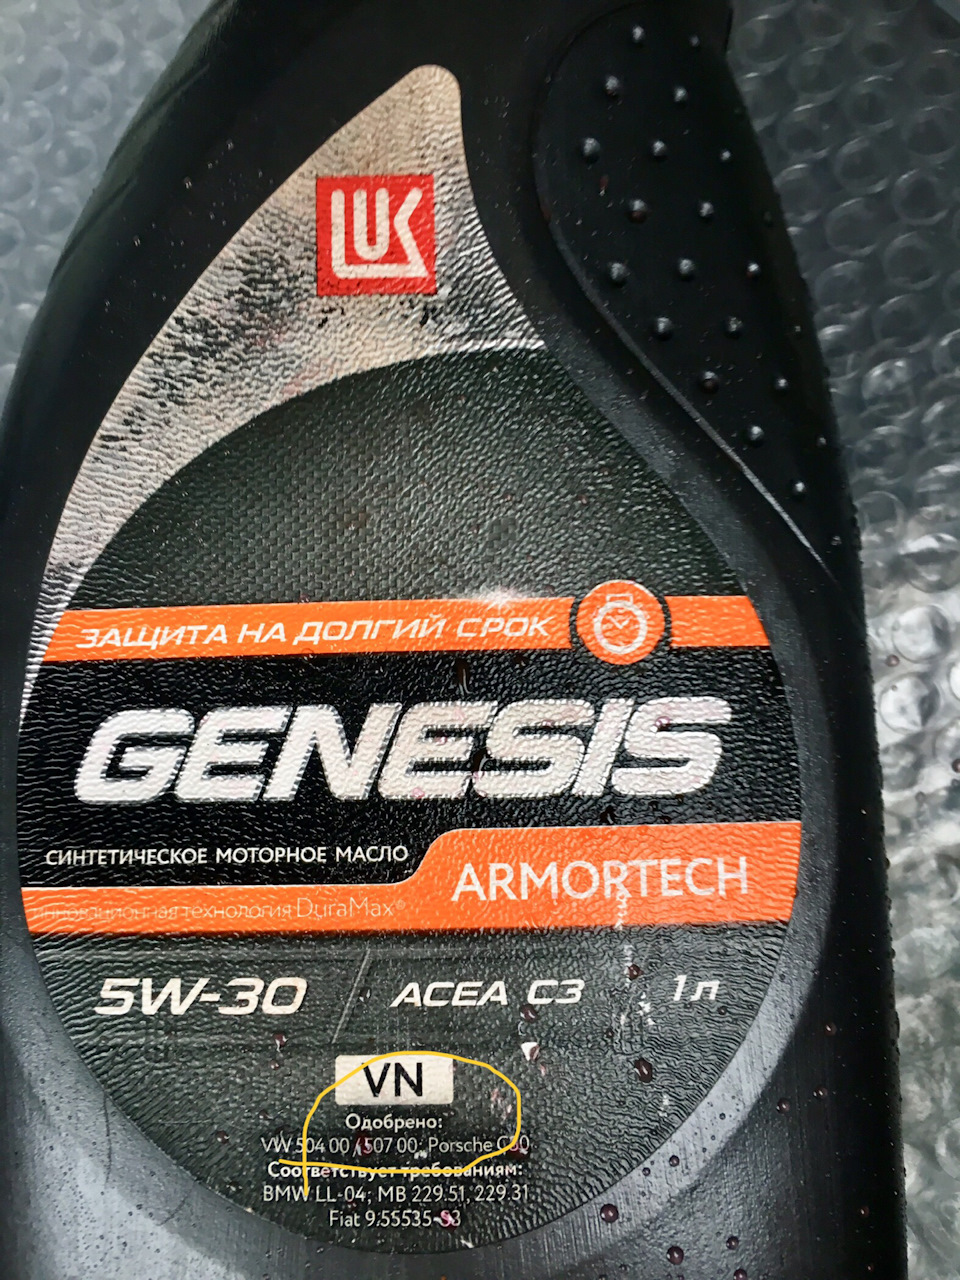 LUK
ЗАЩИТА НА ДОЛГИЙ СРОК
GENESIS
СИНТЕТИЧЕСКОЕ МОТОРНОЕ МАСЛО
ARMORTECH
инновационная технология DuraMax®
5W-30
ACEA C3
1 л
VN
Одобрено:
VW 504 00 / 507 00; Porsche C30
Соответствует требованиям:
BMW LL-04; MB 229.51, 229.31
Fiat 9.55535-S3